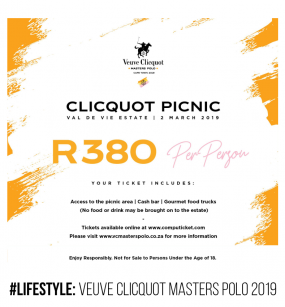 Veuve Clicquot
MASTERS POLO
CLICQUOT PICNIC
VAL DE VIE ESTATE | 2 MARCH 2019
R380 Per Person
YOUR TICKET INCLUDES:
Access to the picnic area | Cash bar | Gourmet food trucks
(No food or drink may be brought on to the estate)
Tickets available online at www.computicket.com
Please visit www.vcmasterspolo.co.za for more information
Enjoy Responsibly. Not for Sale to Persons Under the Age of 18.
#LIFESTYLE: VEUVE CLICQUOT MASTERS POLO 2019